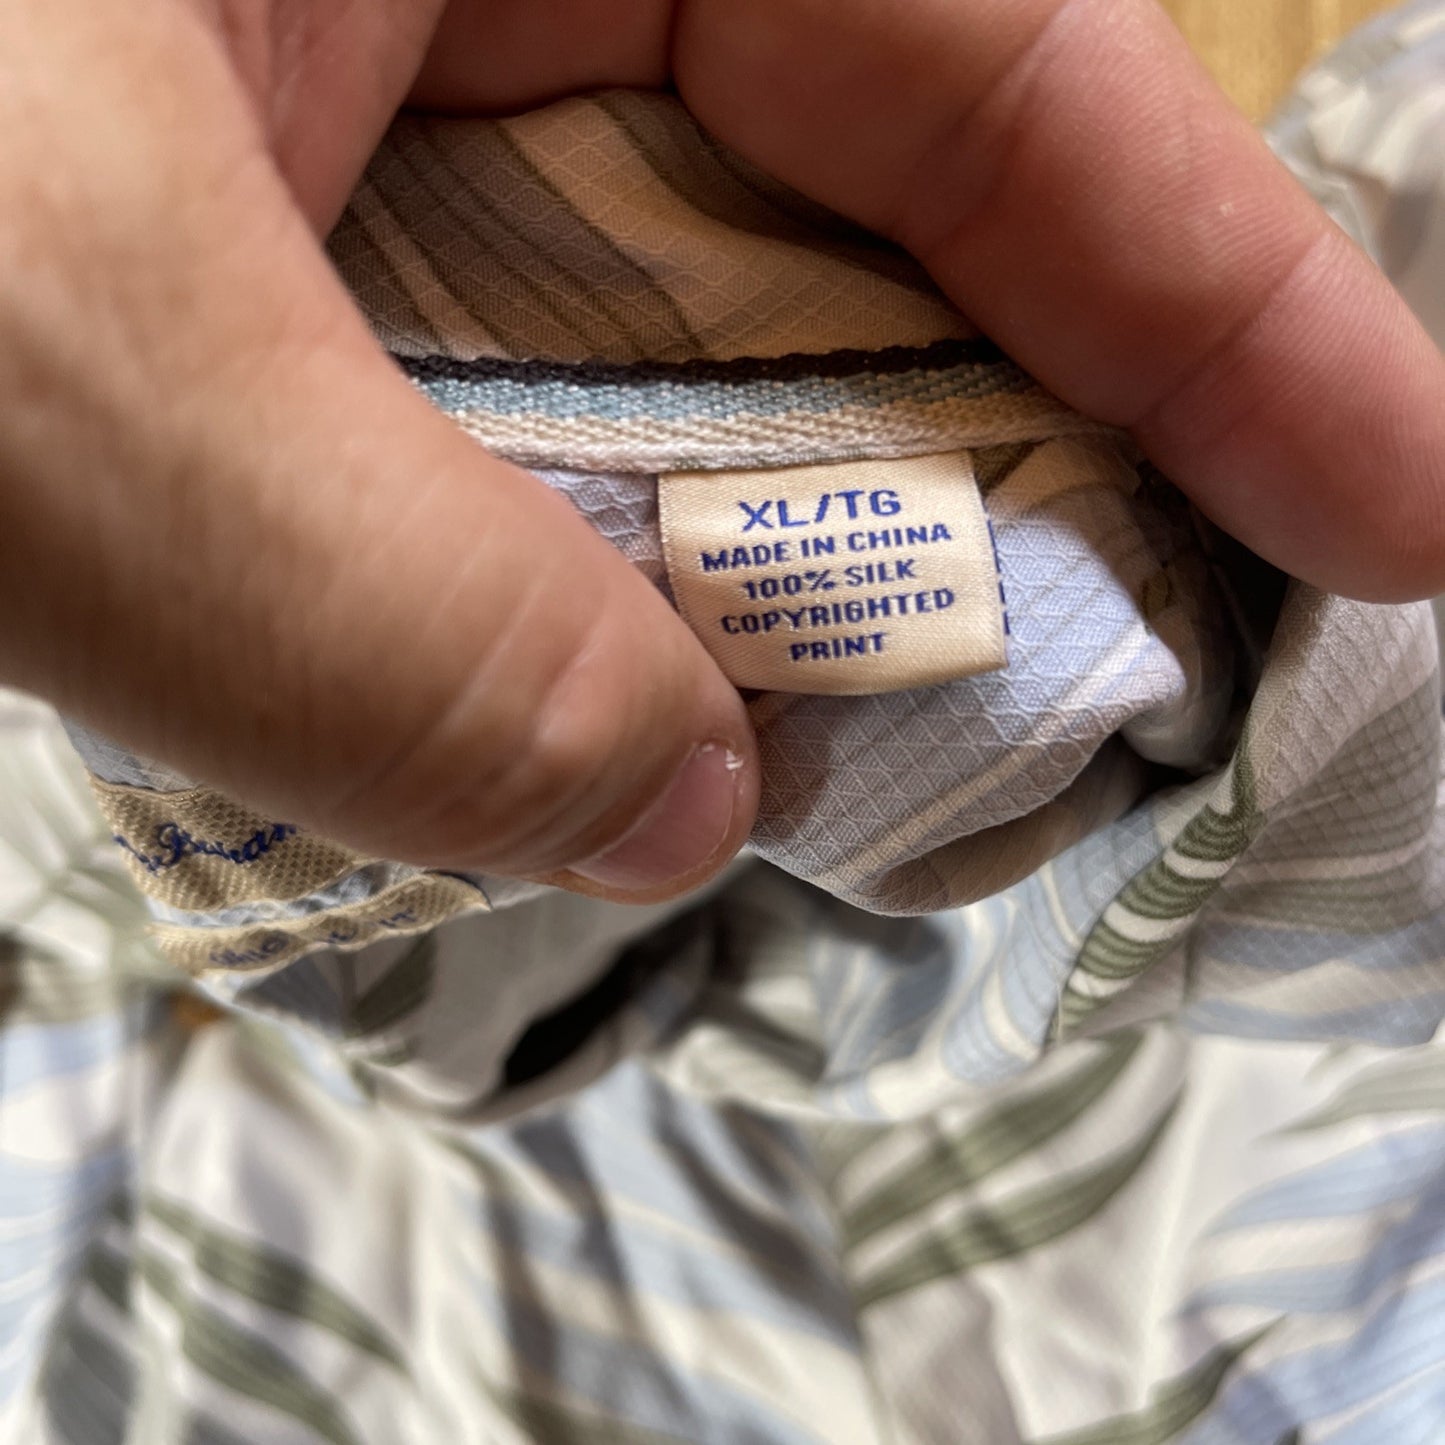 XL/TG
MADE IN CHINA
100% SILK
COPYRIGHTED
PRINT